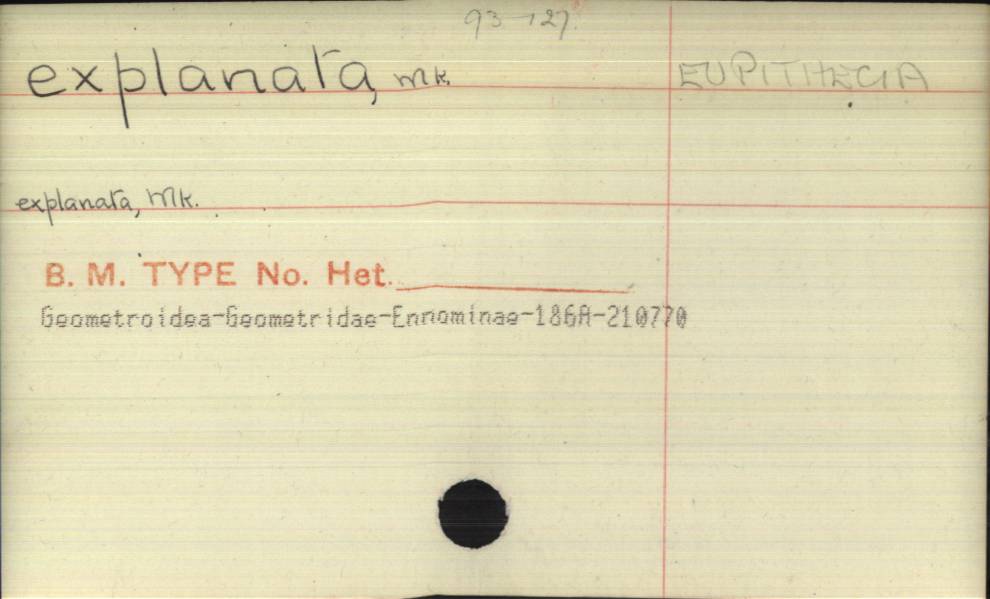 93-127
explanata, Mk. EUPITHECIA
explanata, Mk.
B. M. TYPE No. Het.
Geometroidea-Geometridae-Ennominae-186A-210770